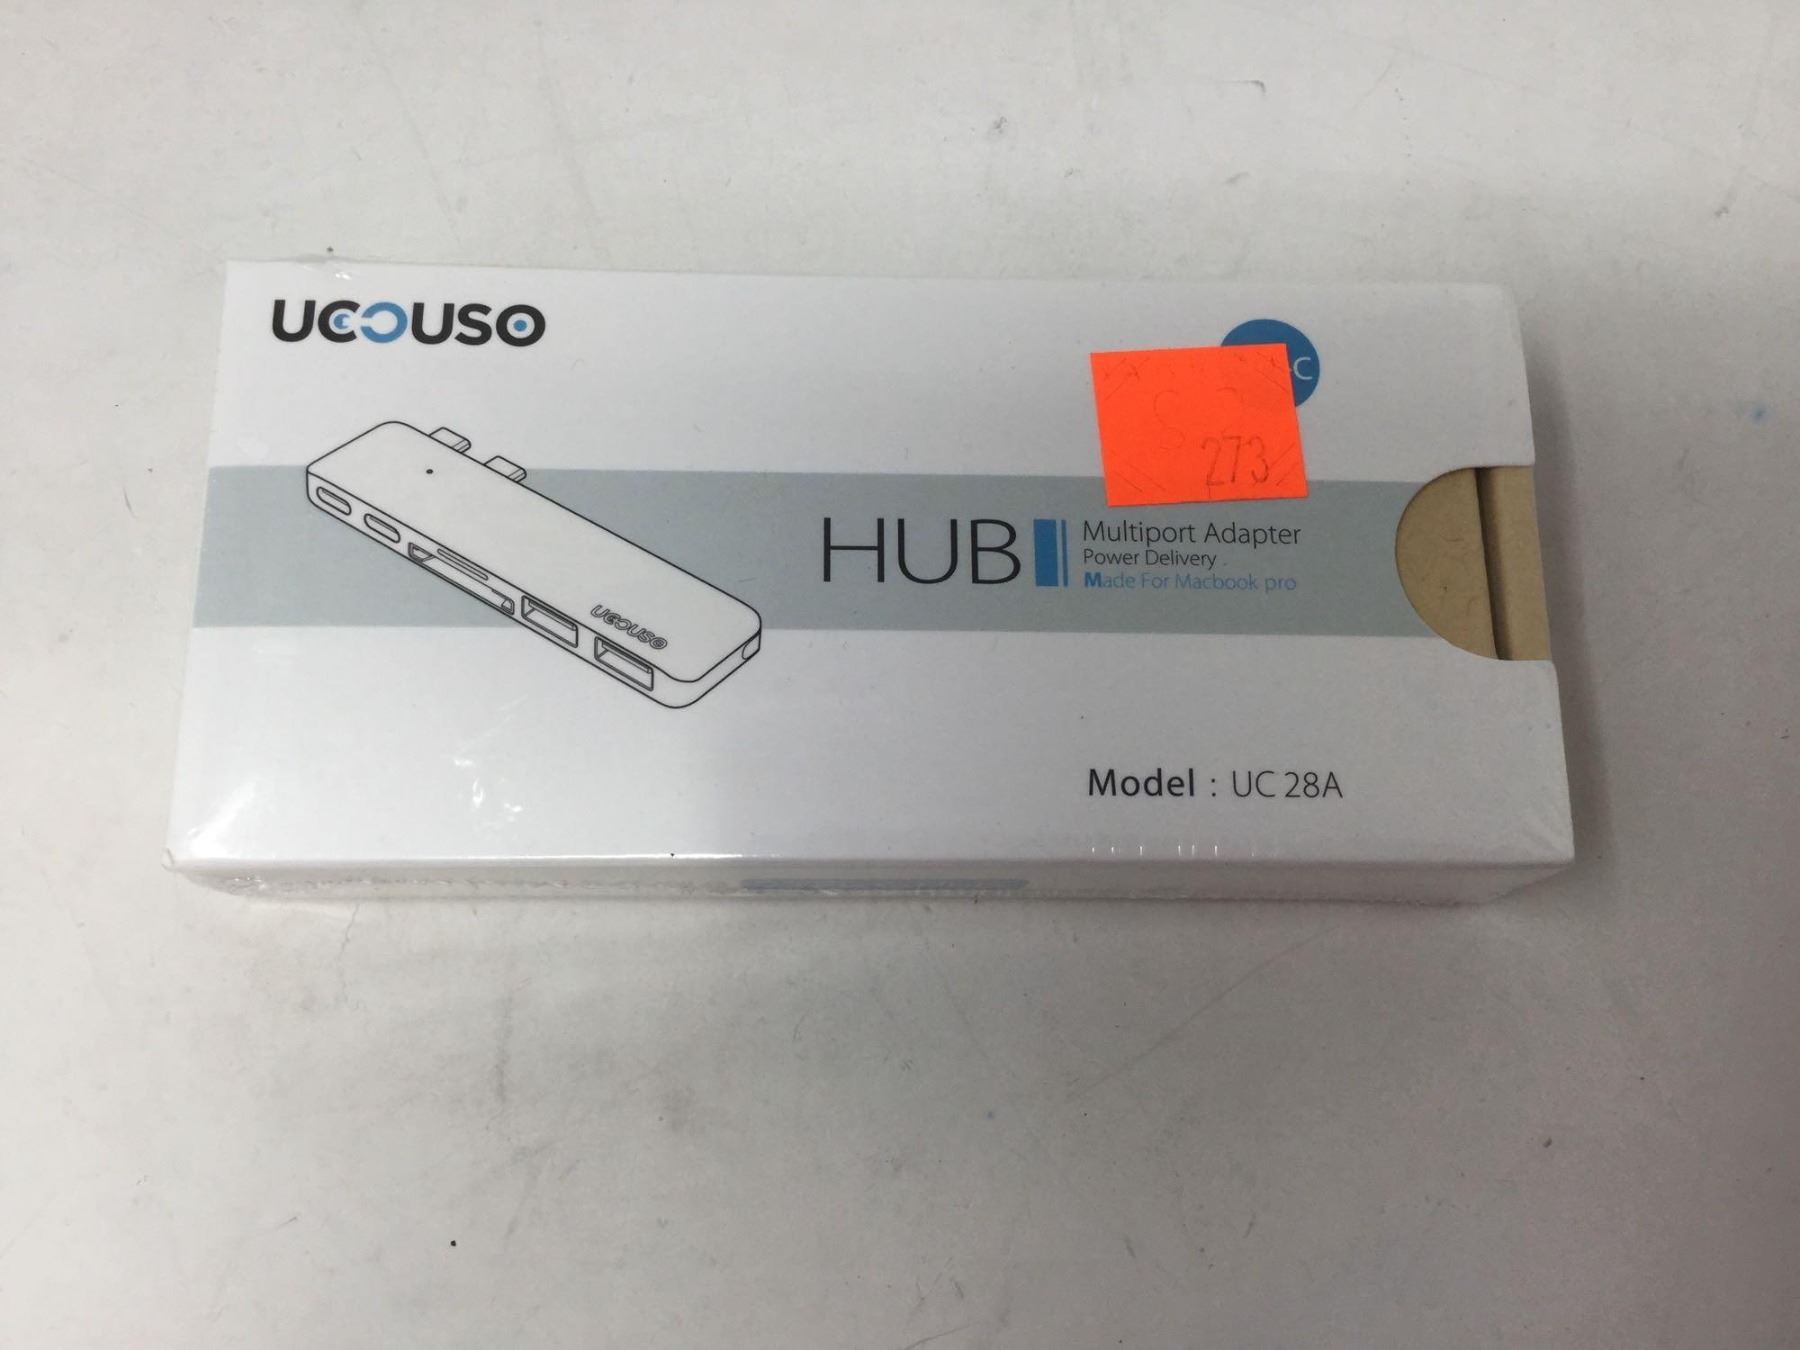 UCOUSO
C
273
HUB
Multiport Adapter
Power Delivery
Made For Macbook pro
UCOUSO
Model : UC 28A